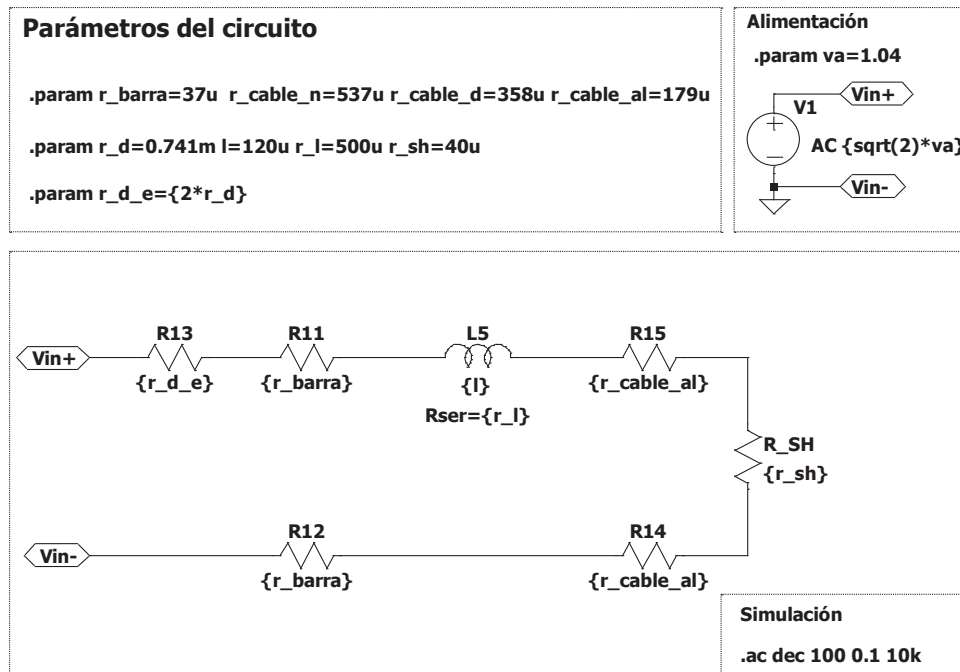 Parámetros del circuito
.param r_barra=37u r_cable_n=537u r_cable_d=358u r_cable_al=179u
.param r_d=0.741m l=120u r_l=500u r_sh=40u
.param r_d_e={2*r_d}
Alimentación
.param va=1.04
Vin+
V1
AC {sqrt(2)*va}
Vin-
R13
R11
L5
R15
Vin+
{r_d_e}
{r_barra}
{l}
{r_cable_al}
Rser={r_l}
R_SH
{r_sh}
R12
R14
Vin-
{r_barra}
{r_cable_al}
Simulación
.ac dec 100 0.1 10k